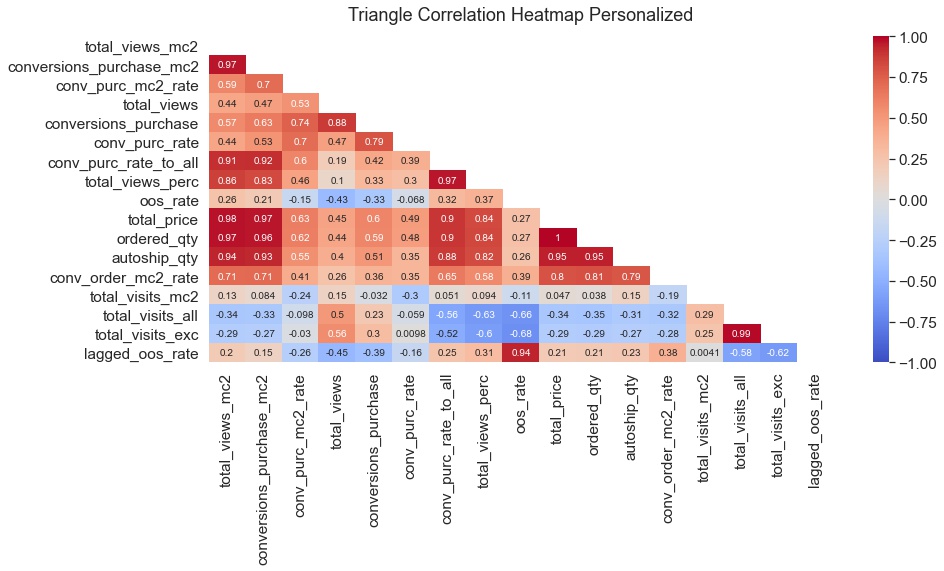 Triangle Correlation Heatmap Personalized
total_views_mc2
conversions_purchase_mc2 0.97
conv_purc_mc2_rate 0.59 0.7
total_views 0.44 0.47 0.53
conversions_purchase 0.57 0.63 0.74 0.88
conv_purc_rate 0.44 0.53 0.7 0.47 0.79
conv_purc_rate_to_all 0.91 0.92 0.6 0.19 0.42 0.39
total_views_perc 0.86 0.83 0.46 0.1 0.33 0.3 0.97
oos_rate 0.26 0.21 -0.15 -0.43 -0.33 -0.068 0.32 0.37
total_price 0.98 0.97 0.63 0.45 0.6 0.49 0.9 0.84 0.27
ordered_qty 0.97 0.96 0.62 0.44 0.59 0.48 0.9 0.84 0.27 1
autoship_qty 0.94 0.93 0.55 0.4 0.51 0.35 0.88 0.82 0.26 0.95 0.95
conv_order_mc2_rate 0.71 0.71 0.41 0.26 0.36 0.35 0.65 0.58 0.39 0.8 0.81 0.79
total_visits_mc2 0.13 0.084 -0.24 0.15 -0.032 -0.3 0.051 0.094 -0.11 0.047 0.038 0.15 -0.19
total_visits_all -0.34 -0.33 -0.098 0.5 0.23 -0.059 -0.56 -0.63 -0.66 -0.34 -0.35 -0.31 -0.32 0.29
total_visits_exc -0.29 -0.27 -0.03 0.56 0.3 0.0098 -0.52 -0.6 -0.68 -0.29 -0.29 -0.27 -0.28 0.25 0.99
lagged_oos_rate 0.2 0.15 -0.26 -0.45 -0.39 -0.16 0.25 0.31 0.94 0.21 0.21 0.23 0.38 0.0041 -0.58 -0.62
total_views_mc2
conversions_purchase_mc2
conv_purc_mc2_rate
total_views
conversions_purchase
conv_purc_rate
conv_purc_rate_to_all
total_views_perc
oos_rate
total_price
ordered_qty
autoship_qty
conv_order_mc2_rate
total_visits_mc2
total_visits_all
total_visits_exc
lagged_oos_rate
1.00
0.75
0.50
0.25
0.00
−0.25
−0.50
−0.75
−1.00